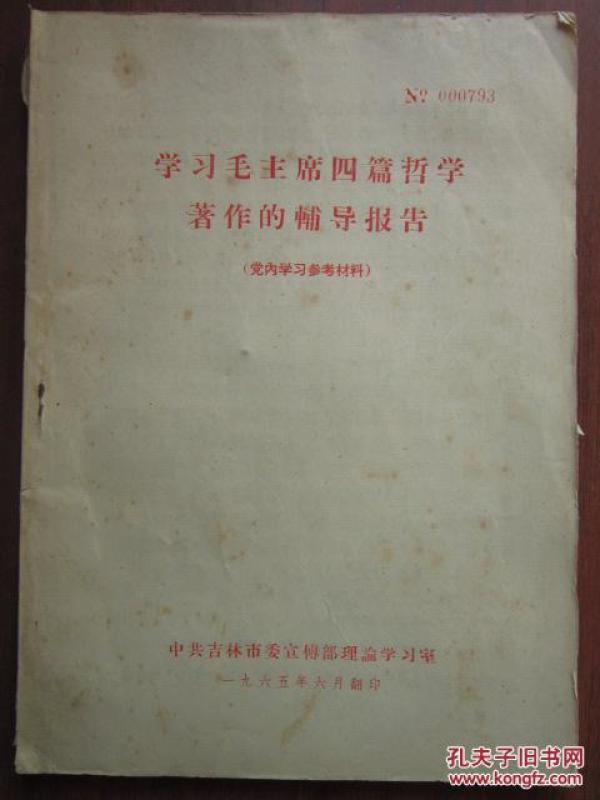 № 000793
学习毛主席四篇哲学
著作的輔导报告
(党內学习参考材料)
中共吉林市委宣傳部理論学习室
一九六五年六月翻印
孔夫子旧书网
www.kongfz.com